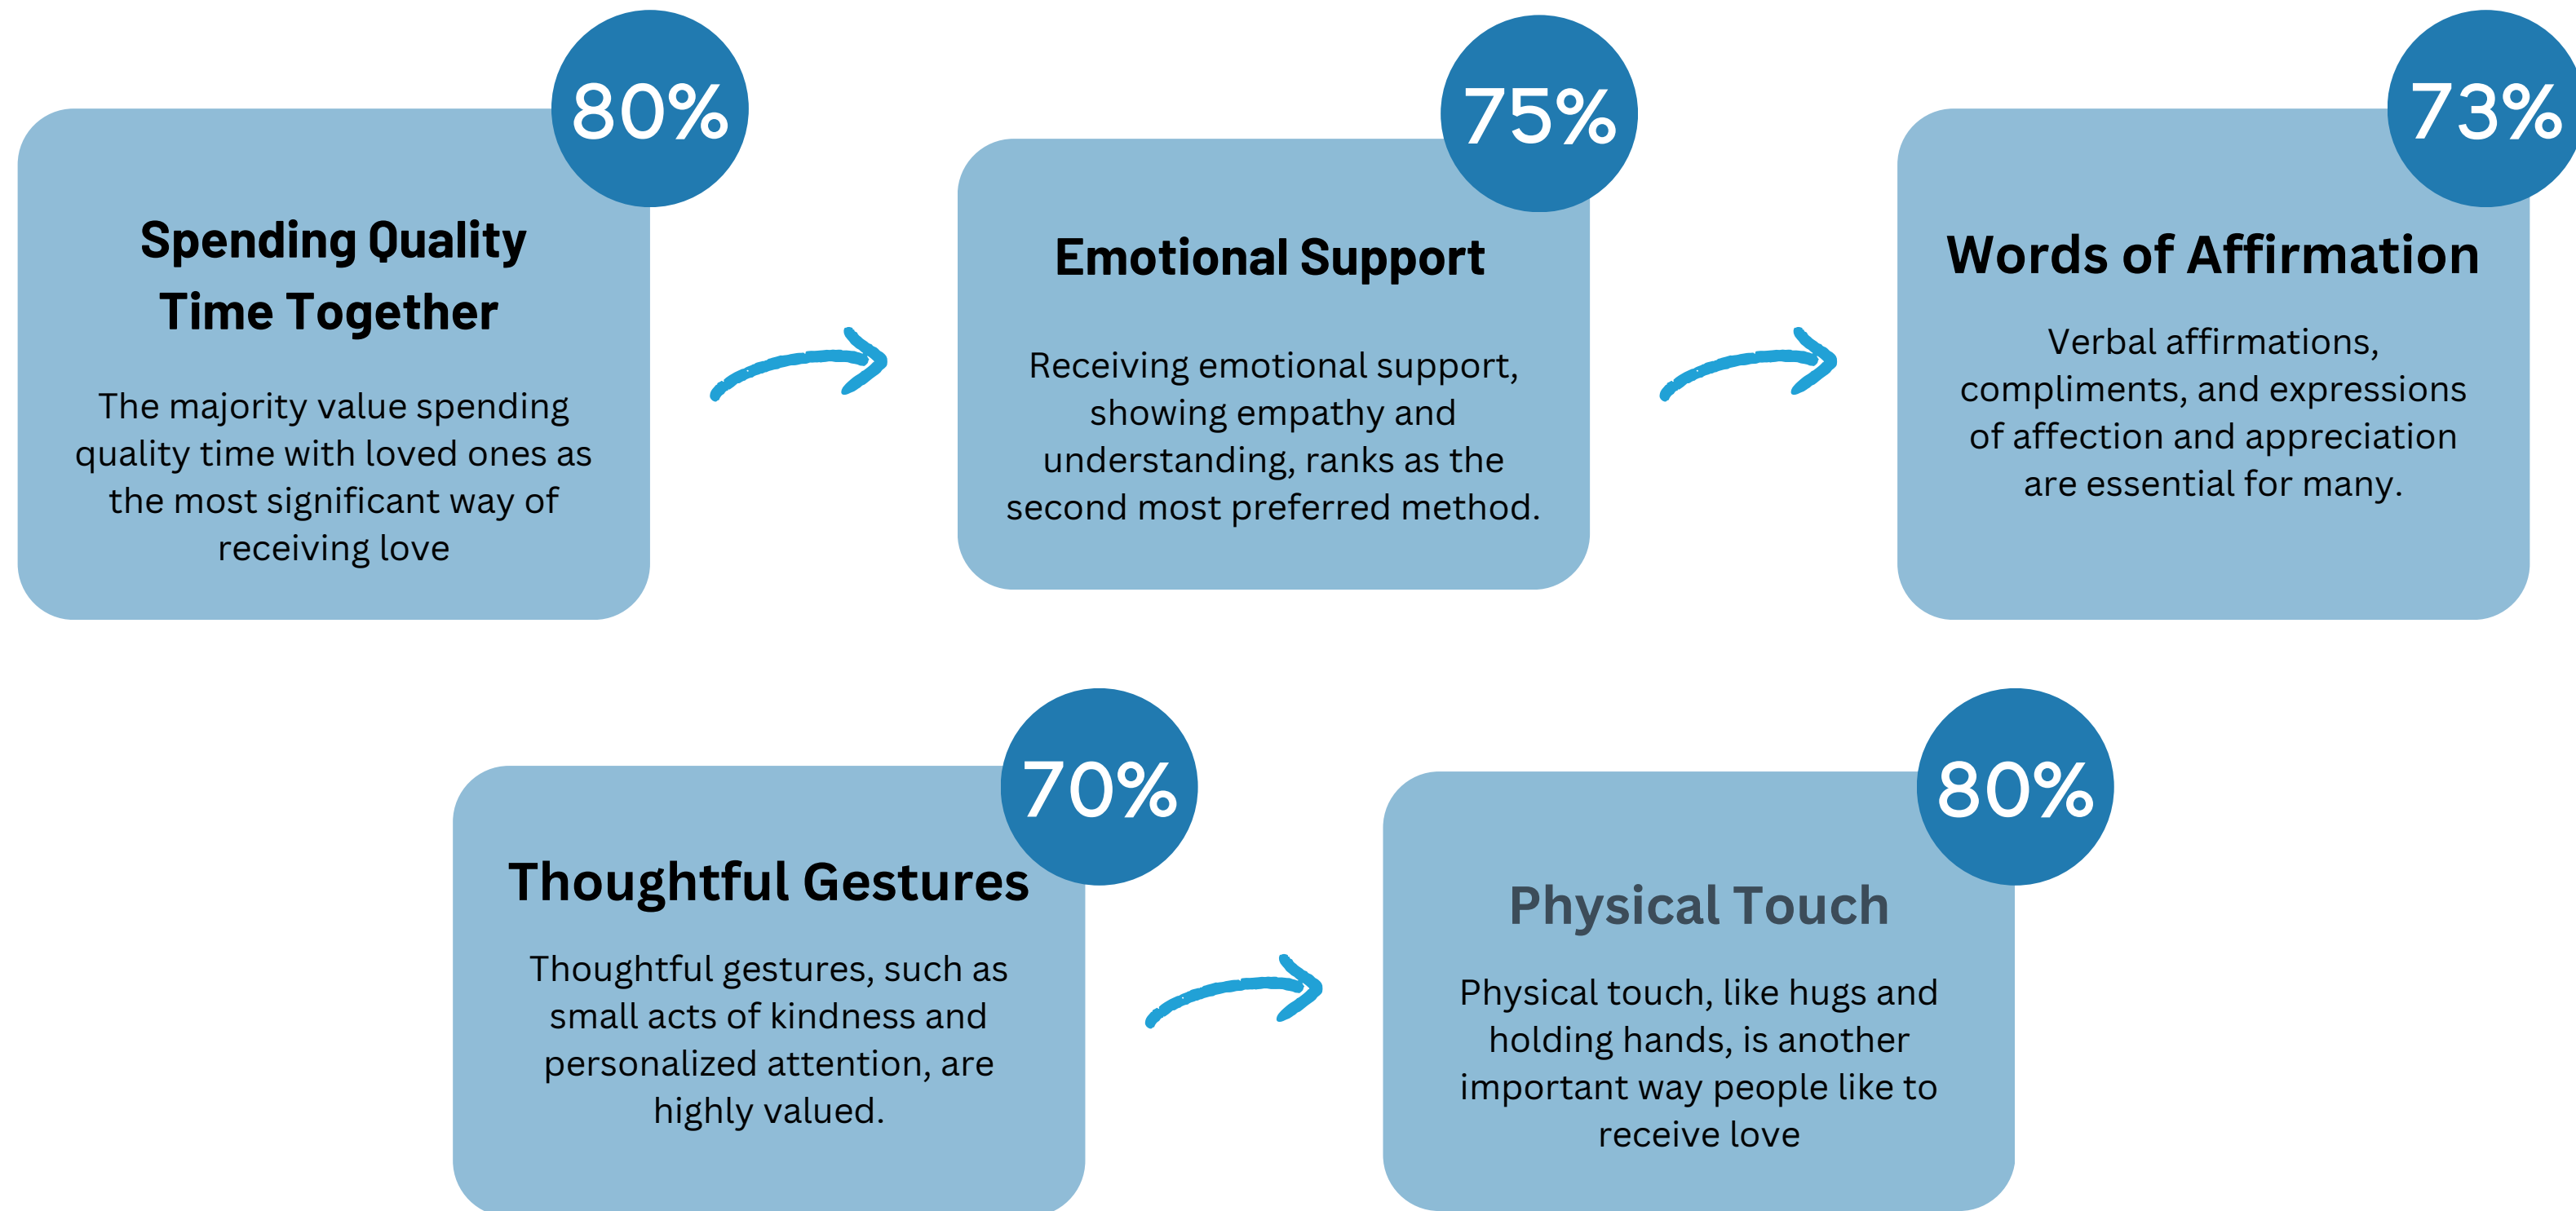 80%
Spending Quality
Time Together
The majority value spending
quality time with loved ones as
the most significant way of
receiving love
75%
Emotional Support
Receiving emotional support,
showing empathy and
understanding, ranks as the
second most preferred method.
73%
Words of Affirmation
Verbal affirmations,
compliments, and expressions
of affection and appreciation
are essential for many.
70%
Thoughtful Gestures
Thoughtful gestures, such as
small acts of kindness and
personalized attention, are
highly valued.
80%
Physical Touch
Physical touch, like hugs and
holding hands, is another
important way people like to
receive love